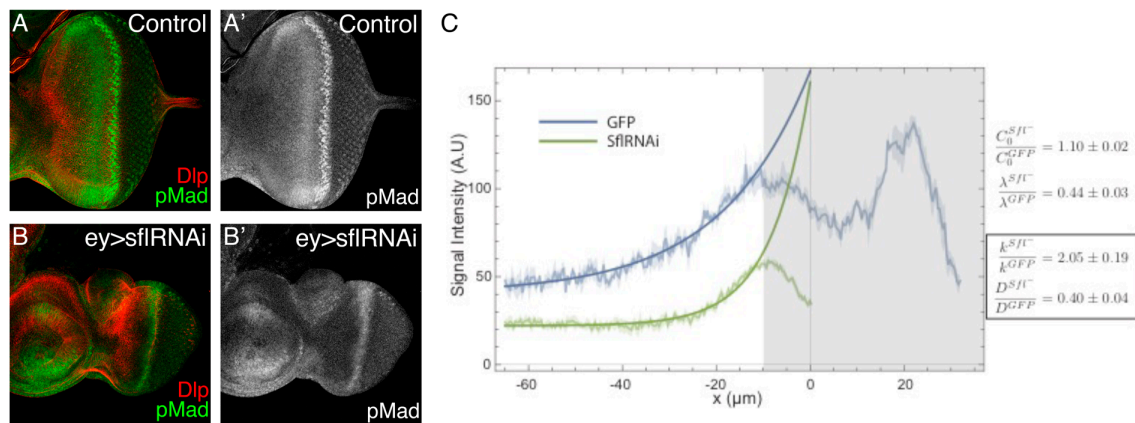 A
Control
Dlp
pMad
A'
Control
pMad
B
ey>sflRNAi
Dlp
pMad
B'
ey>sflRNAi
pMad
C
Signal Intensity (A.U)
150
100
50
0
GFP
SflRNAi
-60 -40 -20 0 20
x (µm)
C₀^Sfl⁻ / C₀^GFP = 1.10 ± 0.02
λ^Sfl⁻ / λ^GFP = 0.44 ± 0.03
k^Sfl⁻ / k^GFP = 2.05 ± 0.19
D^Sfl⁻ / D^GFP = 0.40 ± 0.04